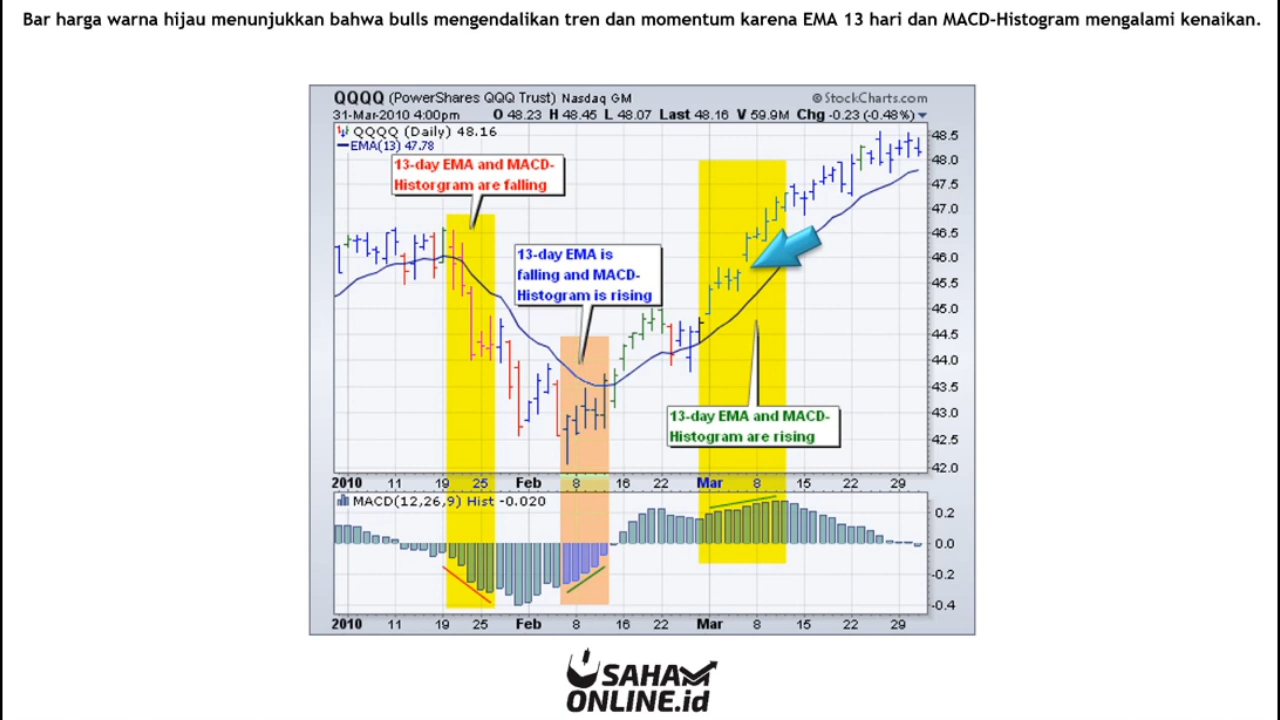 Bar harga warna hijau menunjukkan bahwa bulls mengendalikan tren dan momentum karena EMA 13 hari dan MACD-Histogram mengalami kenaikan.
QQQQ (PowerShares QQQ Trust) Nasdaq GM
©StockCharts.com
31-Mar-2010 4:00pm
O 48.23 H 48.45 L 48.07 Last 48.16 V 59.9M Chg -0.23 (-0.48%)
QQQQ (Daily) 48.16
EMA(13) 47.78
13-day EMA and MACD-
Historgram are falling
13-day EMA is
falling and MACD-
Histogram is rising
13-day EMA and MACD-
Histogram are rising
48.5
48.0
47.5
47.0
46.5
46.0
45.5
45.0
44.5
44.0
43.5
43.0
42.5
42.0
2010 11 19 25 Feb 8 16 22 Mar 8 15 22 29
MACD(12,26,9) Hist -0.020
0.2
0.0
-0.2
-0.4
2010 11 19 25 Feb 8 16 22 Mar 8 15 22 29
SAHAM
ONLINE.id